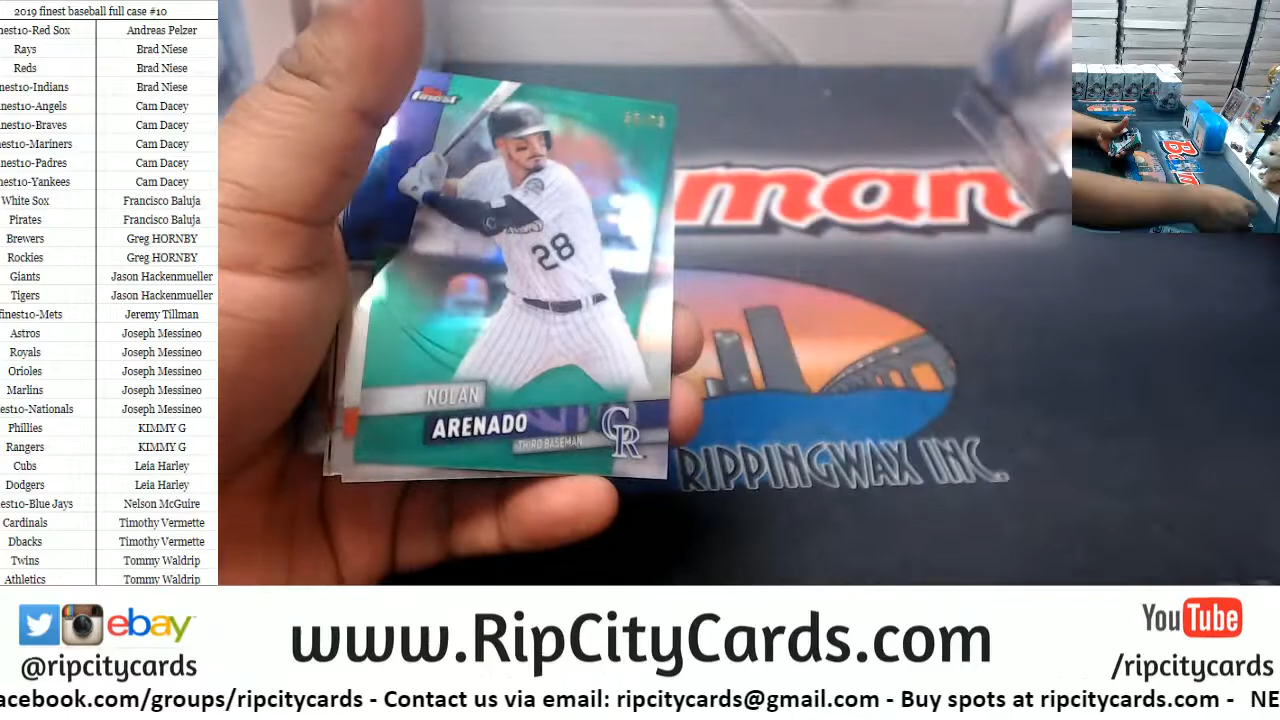 2019 finest baseball full case #10
nest10-Red Sox Andreas Pelzer
Rays Brad Niese
Reds Brad Niese
nest10-Indians Brad Niese
nest10-Angels Cam Dacey
nest10-Braves Cam Dacey
nest10-Mariners Cam Dacey
nest10-Padres Cam Dacey
nest10-Yankees Cam Dacey
White Sox Francisco Baluja
Pirates Francisco Baluja
Brewers Greg HORNBY
Rockies Greg HORNBY
Giants Jason Hackenmueller
Tigers Jason Hackenmueller
finest10-Mets Jeremy Tillman
Astros Joseph Messineo
Royals Joseph Messineo
Orioles Joseph Messineo
Marlins Joseph Messineo
est10-Nationals Joseph Messineo
Phillies KIMMY G
Rangers KIMMY G
Cubs Leia Harley
Dodgers Leia Harley
est10-Blue Jays Nelson McGuire
Cardinals Timothy Vermette
Dbacks Timothy Vermette
Twins Tommy Waldrip
Athletics Tommy Waldrip
finest
28
NOLAN
ARENADO
THIRD BASEMAN
CR
man
RIPPINGWAX INC.
ebay
@ripcitycards
www.RipCityCards.com
YouTube
/ripcitycards
acebook.com/groups/ripcitycards - Contact us via email: ripcitycards@gmail.com - Buy spots at ripcitycards.com - NE